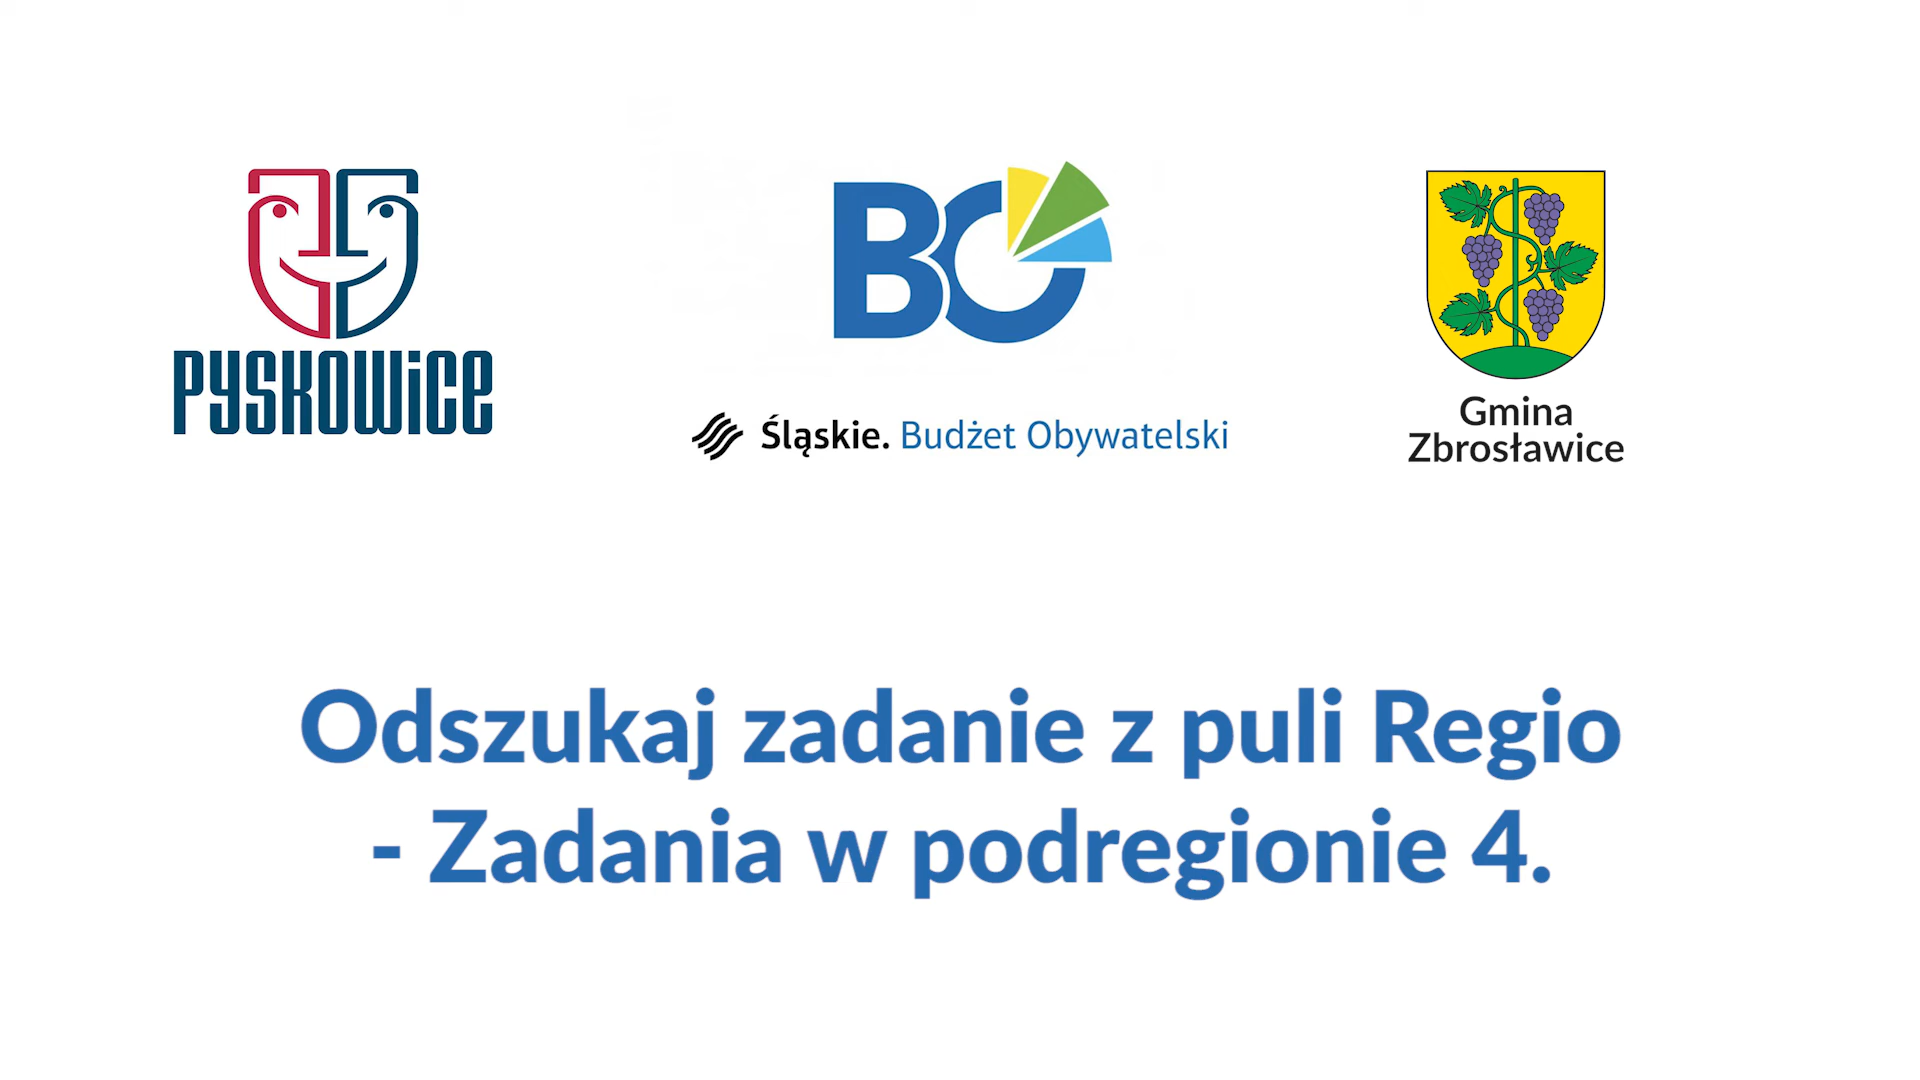 PYSKOWiCE
BO
Śląskie. Budżet Obywatelski
Gmina
Zbrosławice
Odszukaj zadanie z puli Regio
- Zadania w podregionie 4.